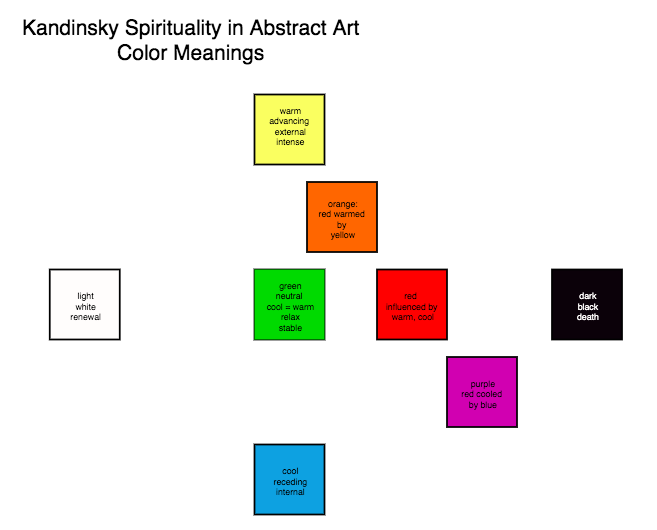 Kandinsky Spirituality in Abstract Art
Color Meanings
warm
advancing
external
intense
orange:
red warmed
by
yellow
light
white
renewal
green
neutral
cool = warm
relax
stable
red
influenced by
warm, cool
dark
black
death
purple
red cooled
by blue
cool
receding
internal